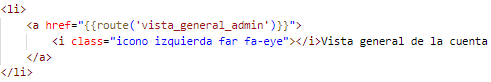 <li>
<a href="{{route('vista_general_admin')}}">
<i class="icono izquierda far fa-eye"></i>Vista general de la cuenta
</a>
</li>